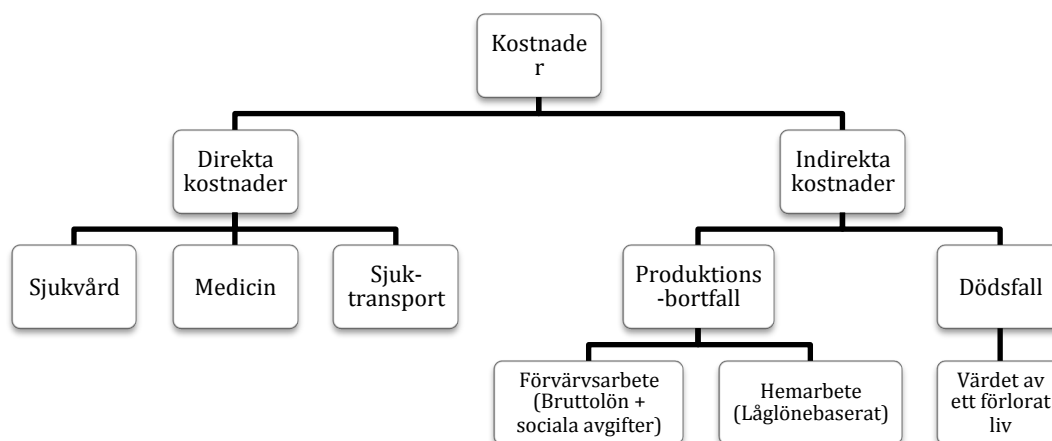 Kostnade
r
Direkta
kostnader
Indirekta
kostnader
Sjukvård
Medicin
Sjuk-
transport
Produktions
-bortfall
Dödsfall
Förvärvsarbete
(Bruttolön +
sociala avgifter)
Hemarbete
(Låglönebaserat)
Värdet av
ett förlorat
liv